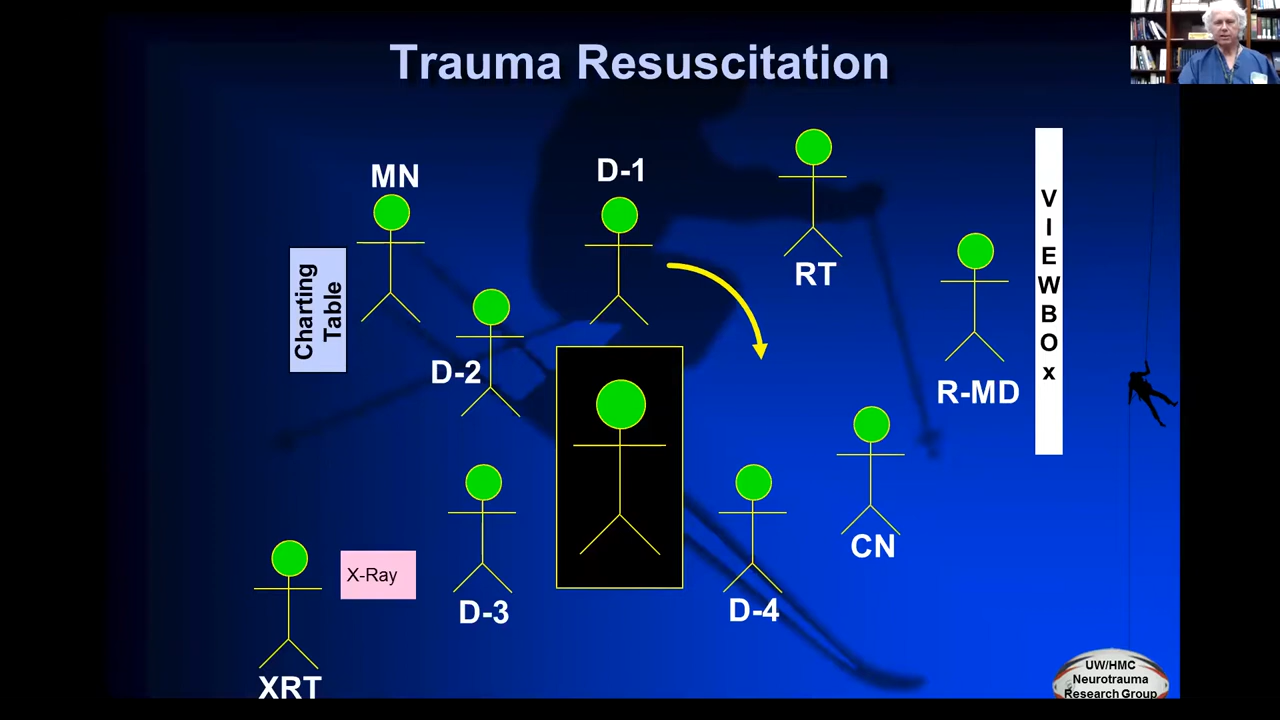 Trauma Resuscitation
MN
D-1
RT
Charting
Table
D-2
R-MD
VIEWBOx
CN
X-Ray
D-3
D-4
XRT
UW/HMC
Neurotrauma
Research Group